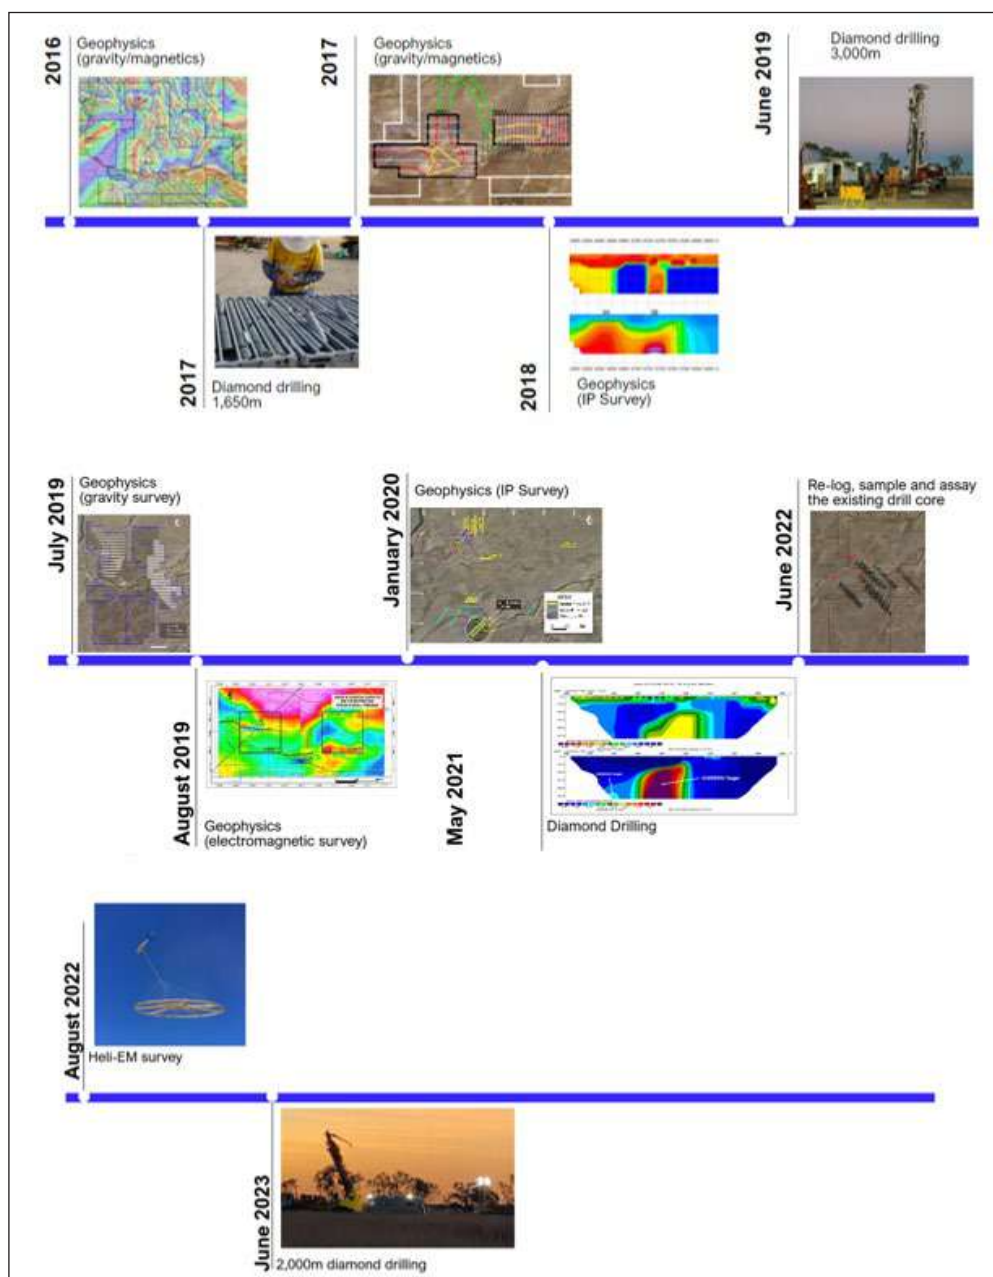 2016
Geophysics
(gravity/magnetics)
2017
Diamond drilling
1,650m
2017
Geophysics
(gravity/magnetics)
2018
Geophysics
(IP Survey)
June 2019
Diamond drilling
3,000m
July 2019
Geophysics
(gravity survey)
August 2019
Geophysics
(electromagnetic survey)
January 2020
Geophysics (IP Survey)
May 2021
Diamond Drilling
June 2022
Re-log, sample and assay
the existing drill core
August 2022
Heli-EM survey
June 2023
2,000m diamond drilling